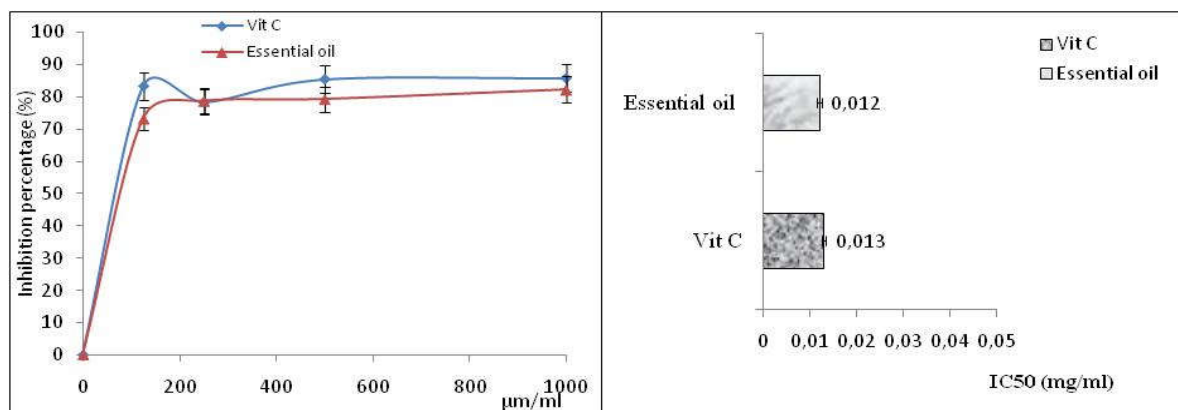 Vit C
Essential oil
Inhibition percentage (%)
100
90
80
70
60
50
40
30
20
10
0
0 200 400 600 800 1000
µm/ml
Vit C
Essential oil
Essential oil
0,012
Vit C
0,013
0 0,01 0,02 0,03 0,04 0,05
IC50 (mg/ml)